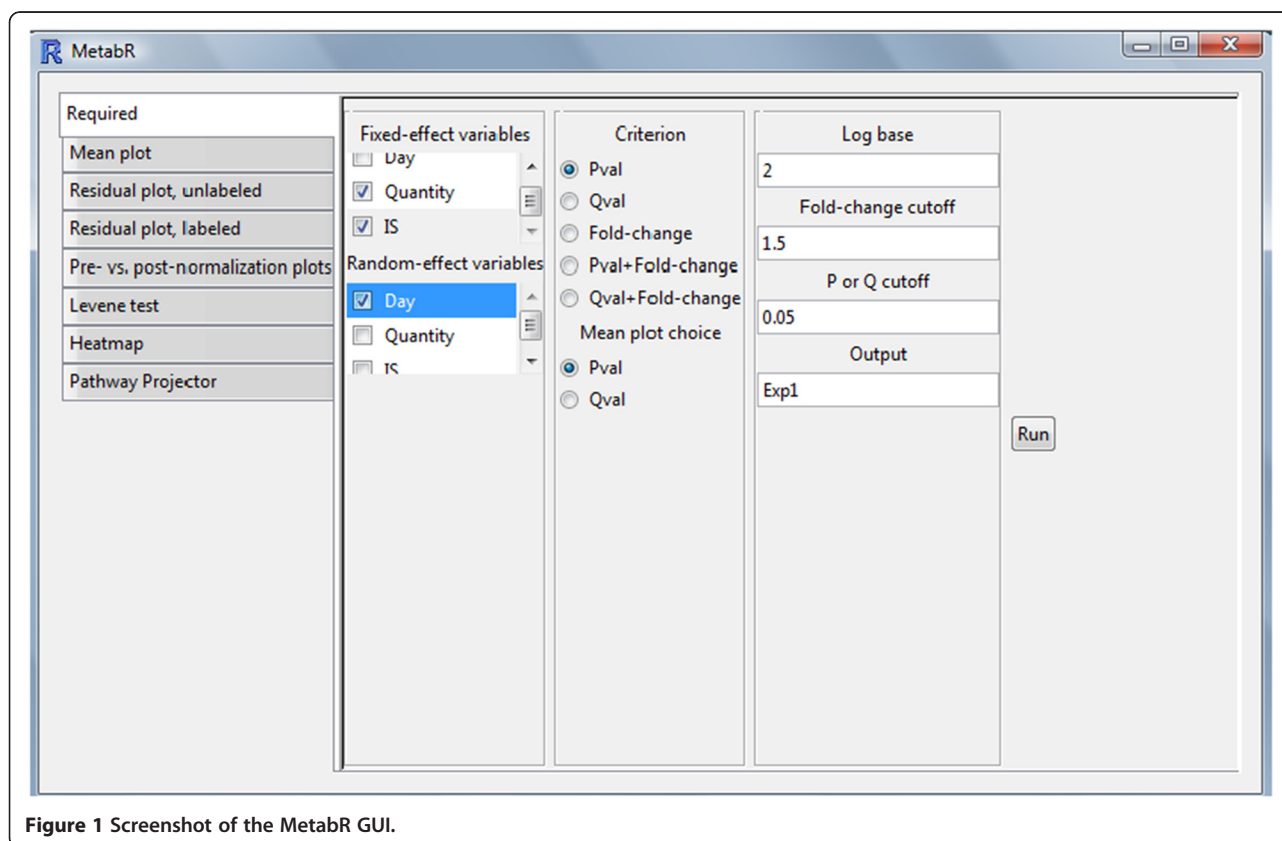 MetabR
Required
Mean plot
Residual plot, unlabeled
Residual plot, labeled
Pre- vs. post-normalization plots
Levene test
Heatmap
Pathway Projector
Fixed-effect variables
Day
Quantity
IS
Random-effect variables
Day
Quantity
IS
Criterion
Pval
Qval
Fold-change
Pval+Fold-change
Qval+Fold-change
Mean plot choice
Pval
Qval
Log base
2
Fold-change cutoff
1.5
P or Q cutoff
0.05
Output
Exp1
Run
Figure 1 Screenshot of the MetabR GUI.